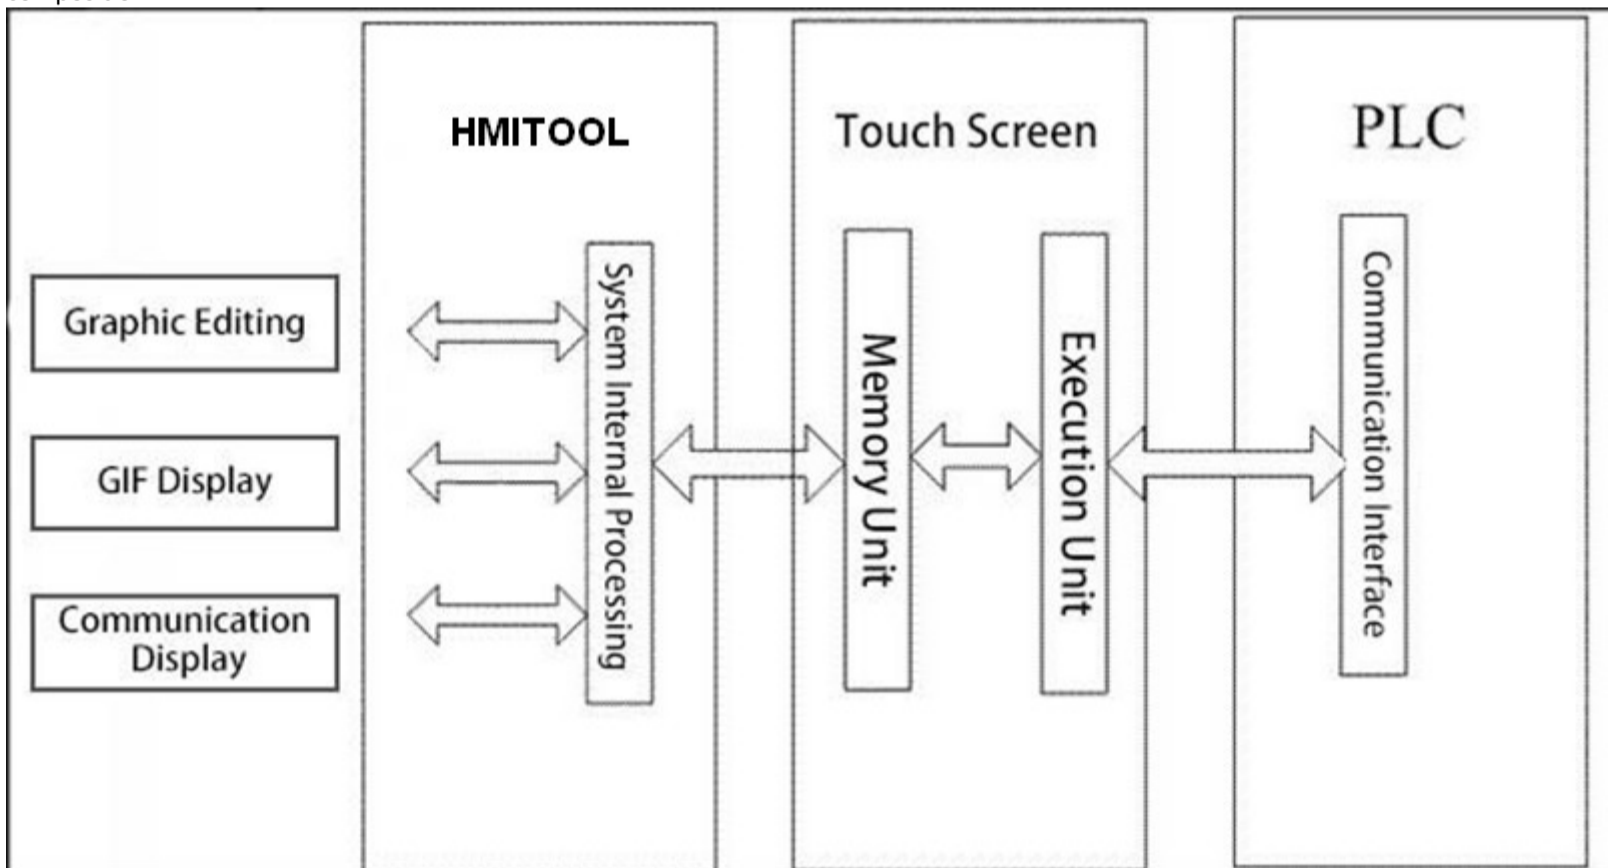 HMITOOL
Touch Screen
PLC
Graphic Editing
GIF Display
Communication
Display
System Internal Processing
Memory Unit
Execution Unit
Communication Interface